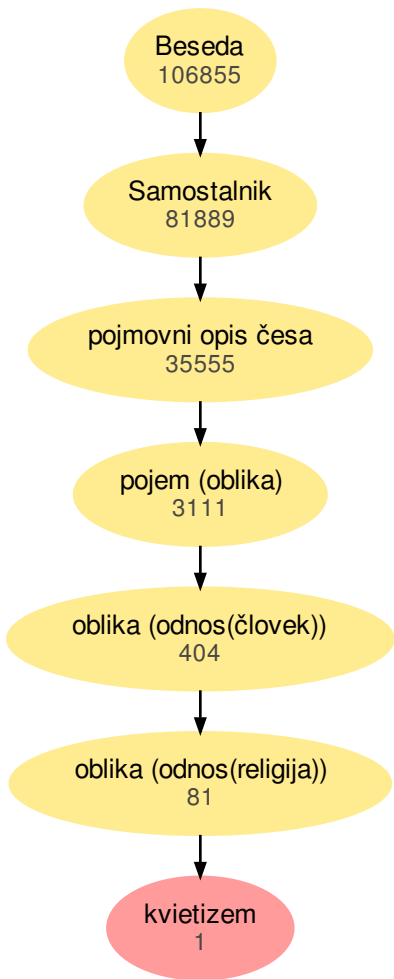 Beseda
106855
Samostalnik
81889
pojmovni opis česa
35555
pojem (oblika)
3111
oblika (odnos(človek))
404
oblika (odnos(religija))
81
kvietizem
1